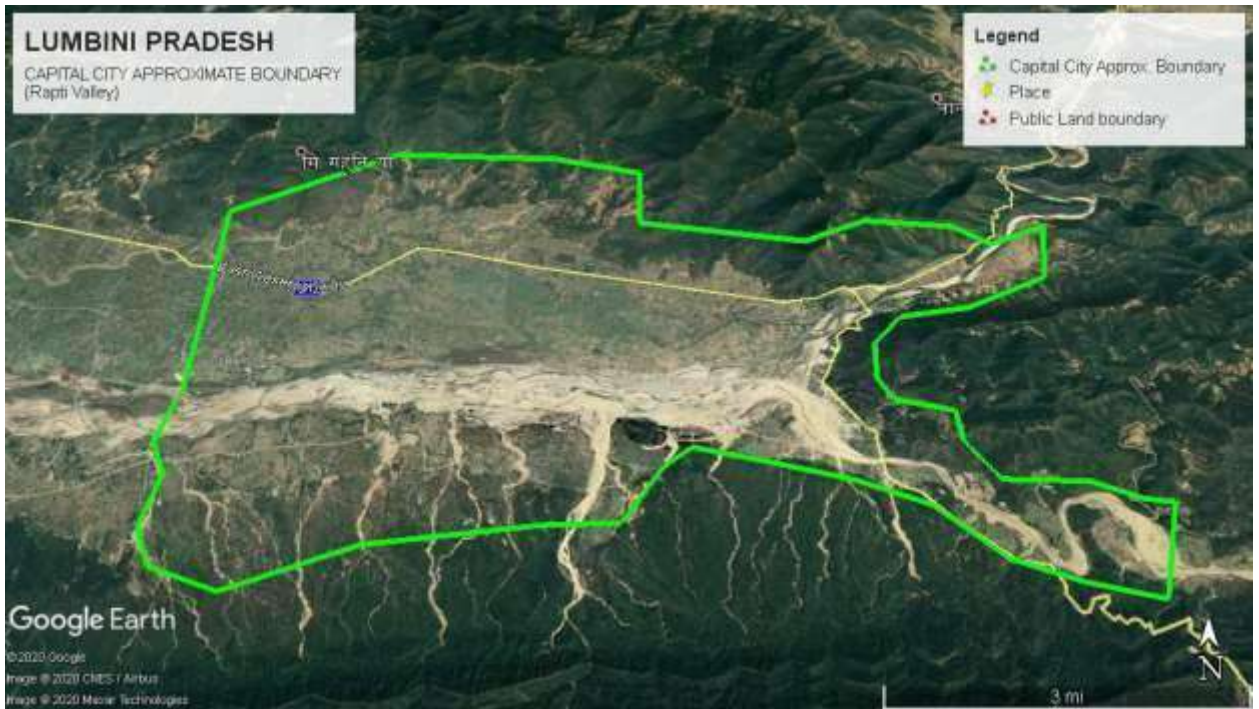 LUMBINI PRADESH
CAPITAL CITY APPROXIMATE BOUNDARY
(Rapti Valley)
Legend
Capital City Approx. Boundary
Place
Public Land boundary
Google Earth
©2020 Google
Image © 2020 CNES / Airbus
Image © 2020 Maxar Technologies
N
3 mi